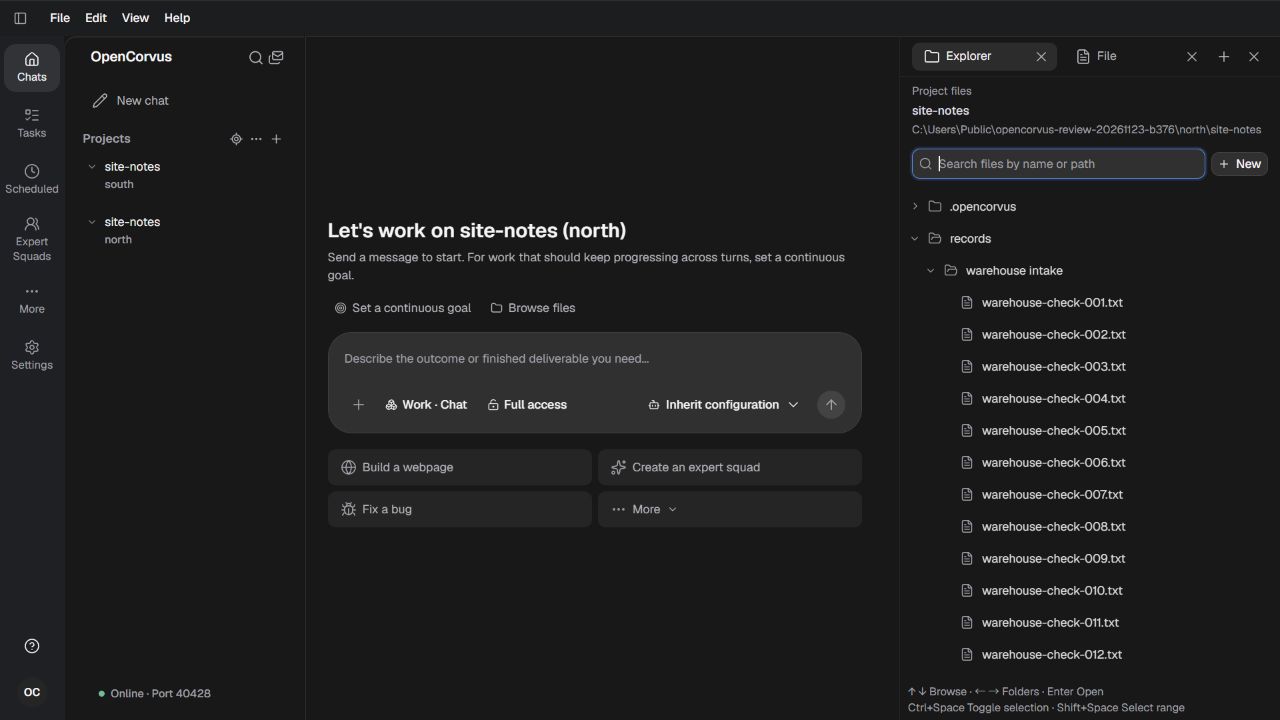 File Edit View Help
Chats
Tasks
Scheduled
Expert
Squads
More
Settings
OC
OpenCorvus
New chat
Projects
site-notes
south
site-notes
north
Online · Port 40428
Let's work on site-notes (north)
Send a message to start. For work that should keep progressing across turns, set a continuous
goal.
Set a continuous goal Browse files
Describe the outcome or finished deliverable you need...
Work · Chat Full access Inherit configuration
Build a webpage Create an expert squad
Fix a bug More
Explorer File
Project files
site-notes
C:\Users\Public\opencorvus-review-20261123-b376\north\site-notes
Search files by name or path New
.opencorvus
records
warehouse intake
warehouse-check-001.txt
warehouse-check-002.txt
warehouse-check-003.txt
warehouse-check-004.txt
warehouse-check-005.txt
warehouse-check-006.txt
warehouse-check-007.txt
warehouse-check-008.txt
warehouse-check-009.txt
warehouse-check-010.txt
warehouse-check-011.txt
warehouse-check-012.txt
↑↓ Browse · ←→ Folders · Enter Open
Ctrl+Space Toggle selection · Shift+Space Select range